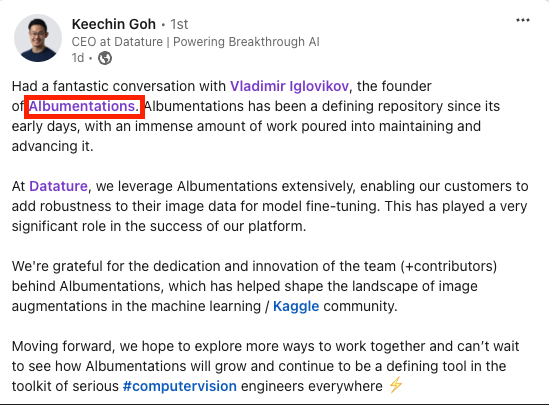 Keechin Goh • 1st
CEO at Datature | Powering Breakthrough AI
1d •
Had a fantastic conversation with Vladimir Iglovikov, the founder
of Albumentations. Albumentations has been a defining repository since its
early days, with an immense amount of work poured into maintaining and
advancing it.
At Datature, we leverage Albumentations extensively, enabling our customers to
add robustness to their image data for model fine-tuning. This has played a very
significant role in the success of our platform.
We're grateful for the dedication and innovation of the team (+contributors)
behind Albumentations, which has helped shape the landscape of image
augmentations in the machine learning / Kaggle community.
Moving forward, we hope to explore more ways to work together and can’t wait
to see how Albumentations will grow and continue to be a defining tool in the
toolkit of serious #computervision engineers everywhere ⚡